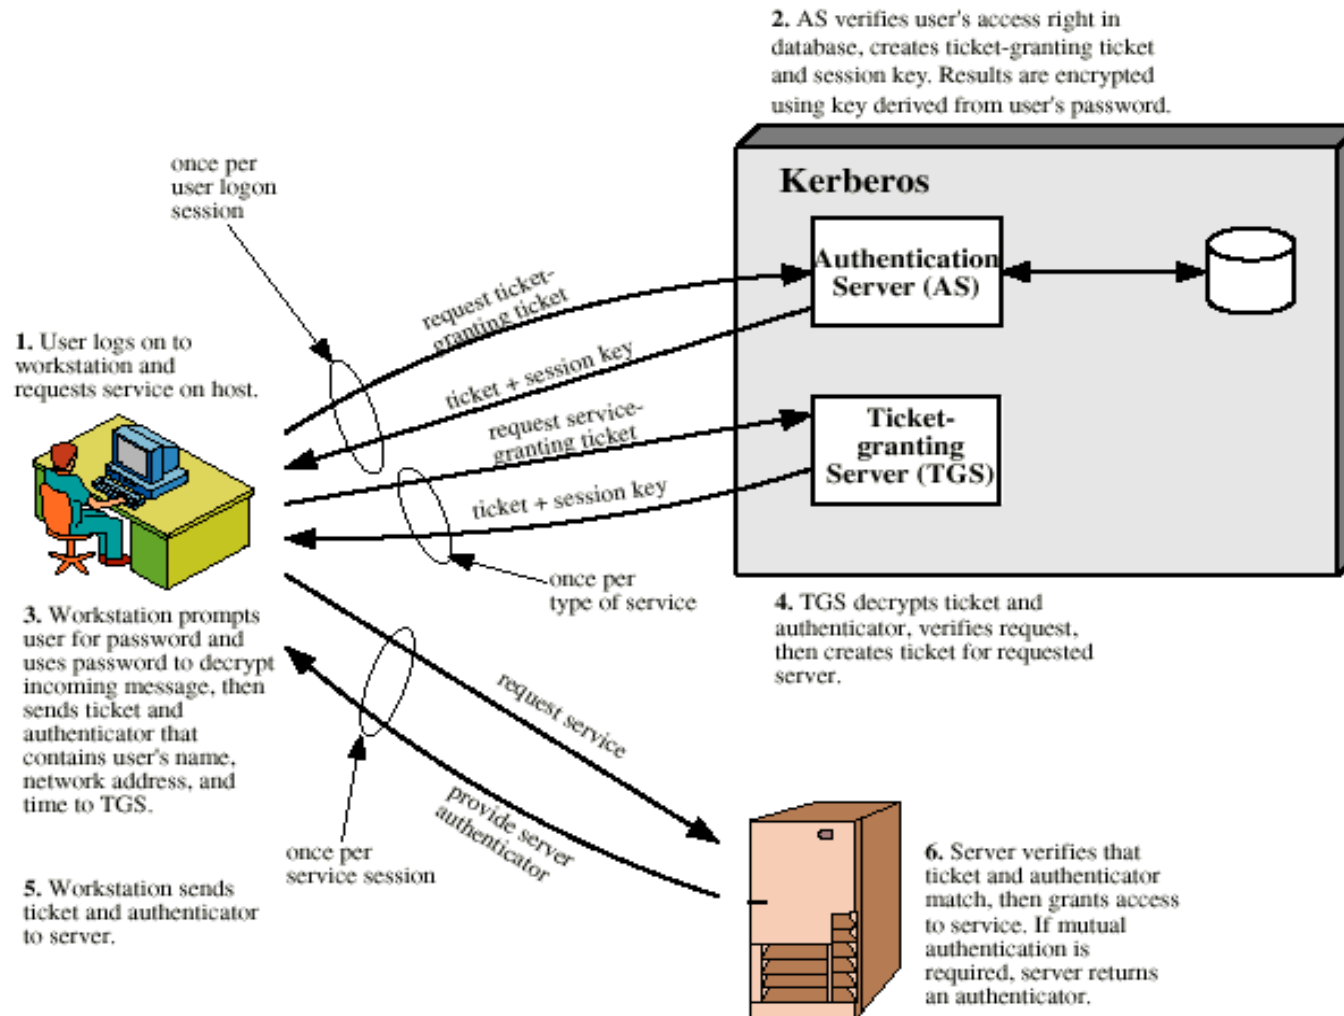 2. AS verifies user's access right in
database, creates ticket-granting ticket
and session key. Results are encrypted
using key derived from user's password.
once per
user logon
session
Kerberos
Authentication
Server (AS)
request ticket-
granting ticket
1. User logs on to
workstation and
requests service on host.
ticket + session key
request service-
granting ticket
Ticket-
granting
Server (TGS)
ticket + session key
once per
type of service
3. Workstation prompts
user for password and
uses password to decrypt
incoming message, then
sends ticket and
authenticator that
contains user's name,
network address, and
time to TGS.
4. TGS decrypts ticket and
authenticator, verifies request,
then creates ticket for requested
server.
request service
provide server
authenticator
once per
service session
5. Workstation sends
ticket and authenticator
to server.
6. Server verifies that
ticket and authenticator
match, then grants access
to service. If mutual
authentication is
required, server returns
an authenticator.